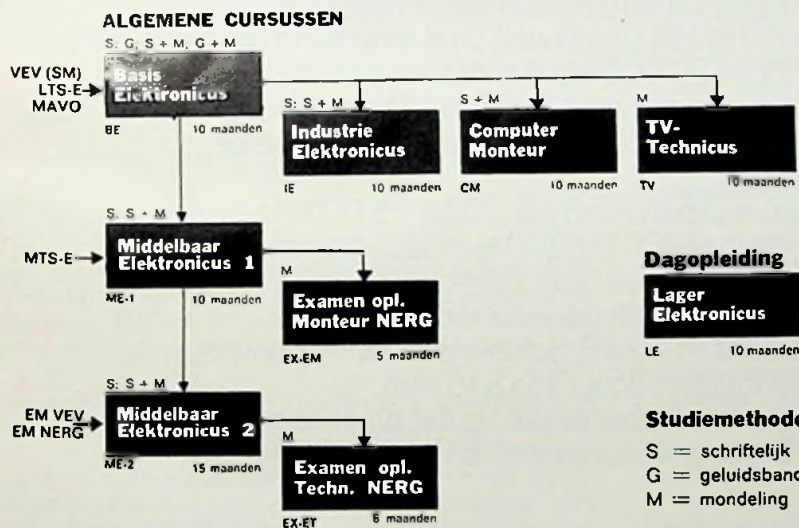 ALGEMENE CURSUSSEN
S: G, S + M, G + M
VEV (SM)
LTS-E
MAVO
Basis
Elektronicus
BE 10 maanden
S: S + M
Industrie
Elektronicus
IE 10 maanden
S + M
Computer
Monteur
CM 10 maanden
M
TV-
Technicus
TV 10 maanden
S: S + M
MTS-E
Middelbaar
Elektronicus 1
ME-1 10 maanden
M
Examen opl.
Monteur NERG
EX-EM 5 maanden
Dagopleiding
Lager
Elektronicus
LE 10 maanden
S: S + M
EM VEV
EM NERG
Middelbaar
Elektronicus 2
ME-2 15 maanden
M
Examen opl.
Techn. NERG
EX-ET 6 maanden
Studiemethode
S = schriftelijk
G = geluidsband
M = mondeling